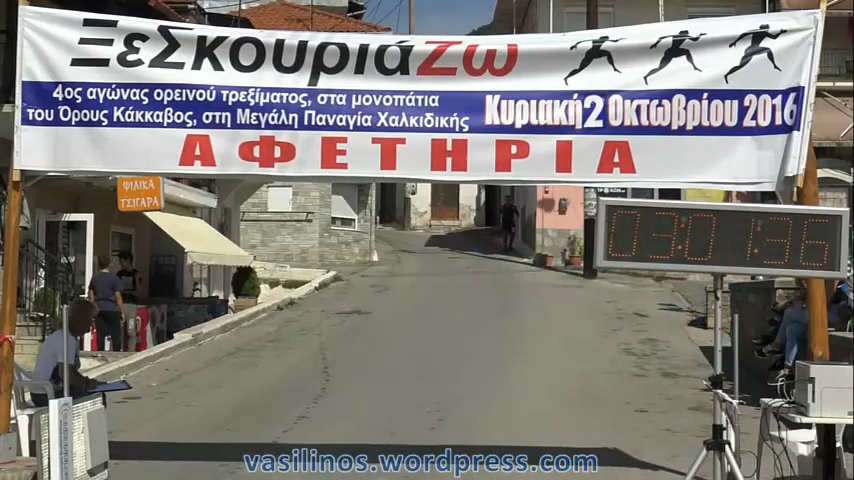 ΞεΣκουριάΖω
4ος αγώνας ορεινού τρεξίματος, στα μονοπάτια
του Όρους Κάκκαβος, στη Μεγάλη Παναγία Χαλκιδικής
Κυριακή 2 Οκτωβρίου 2016
ΑΦΕΤΗΡΙΑ
ΨΙΛΙΚΑ
ΤΣΙΓΑΡΑ
03:01:36
vasilinos.wordpress.com